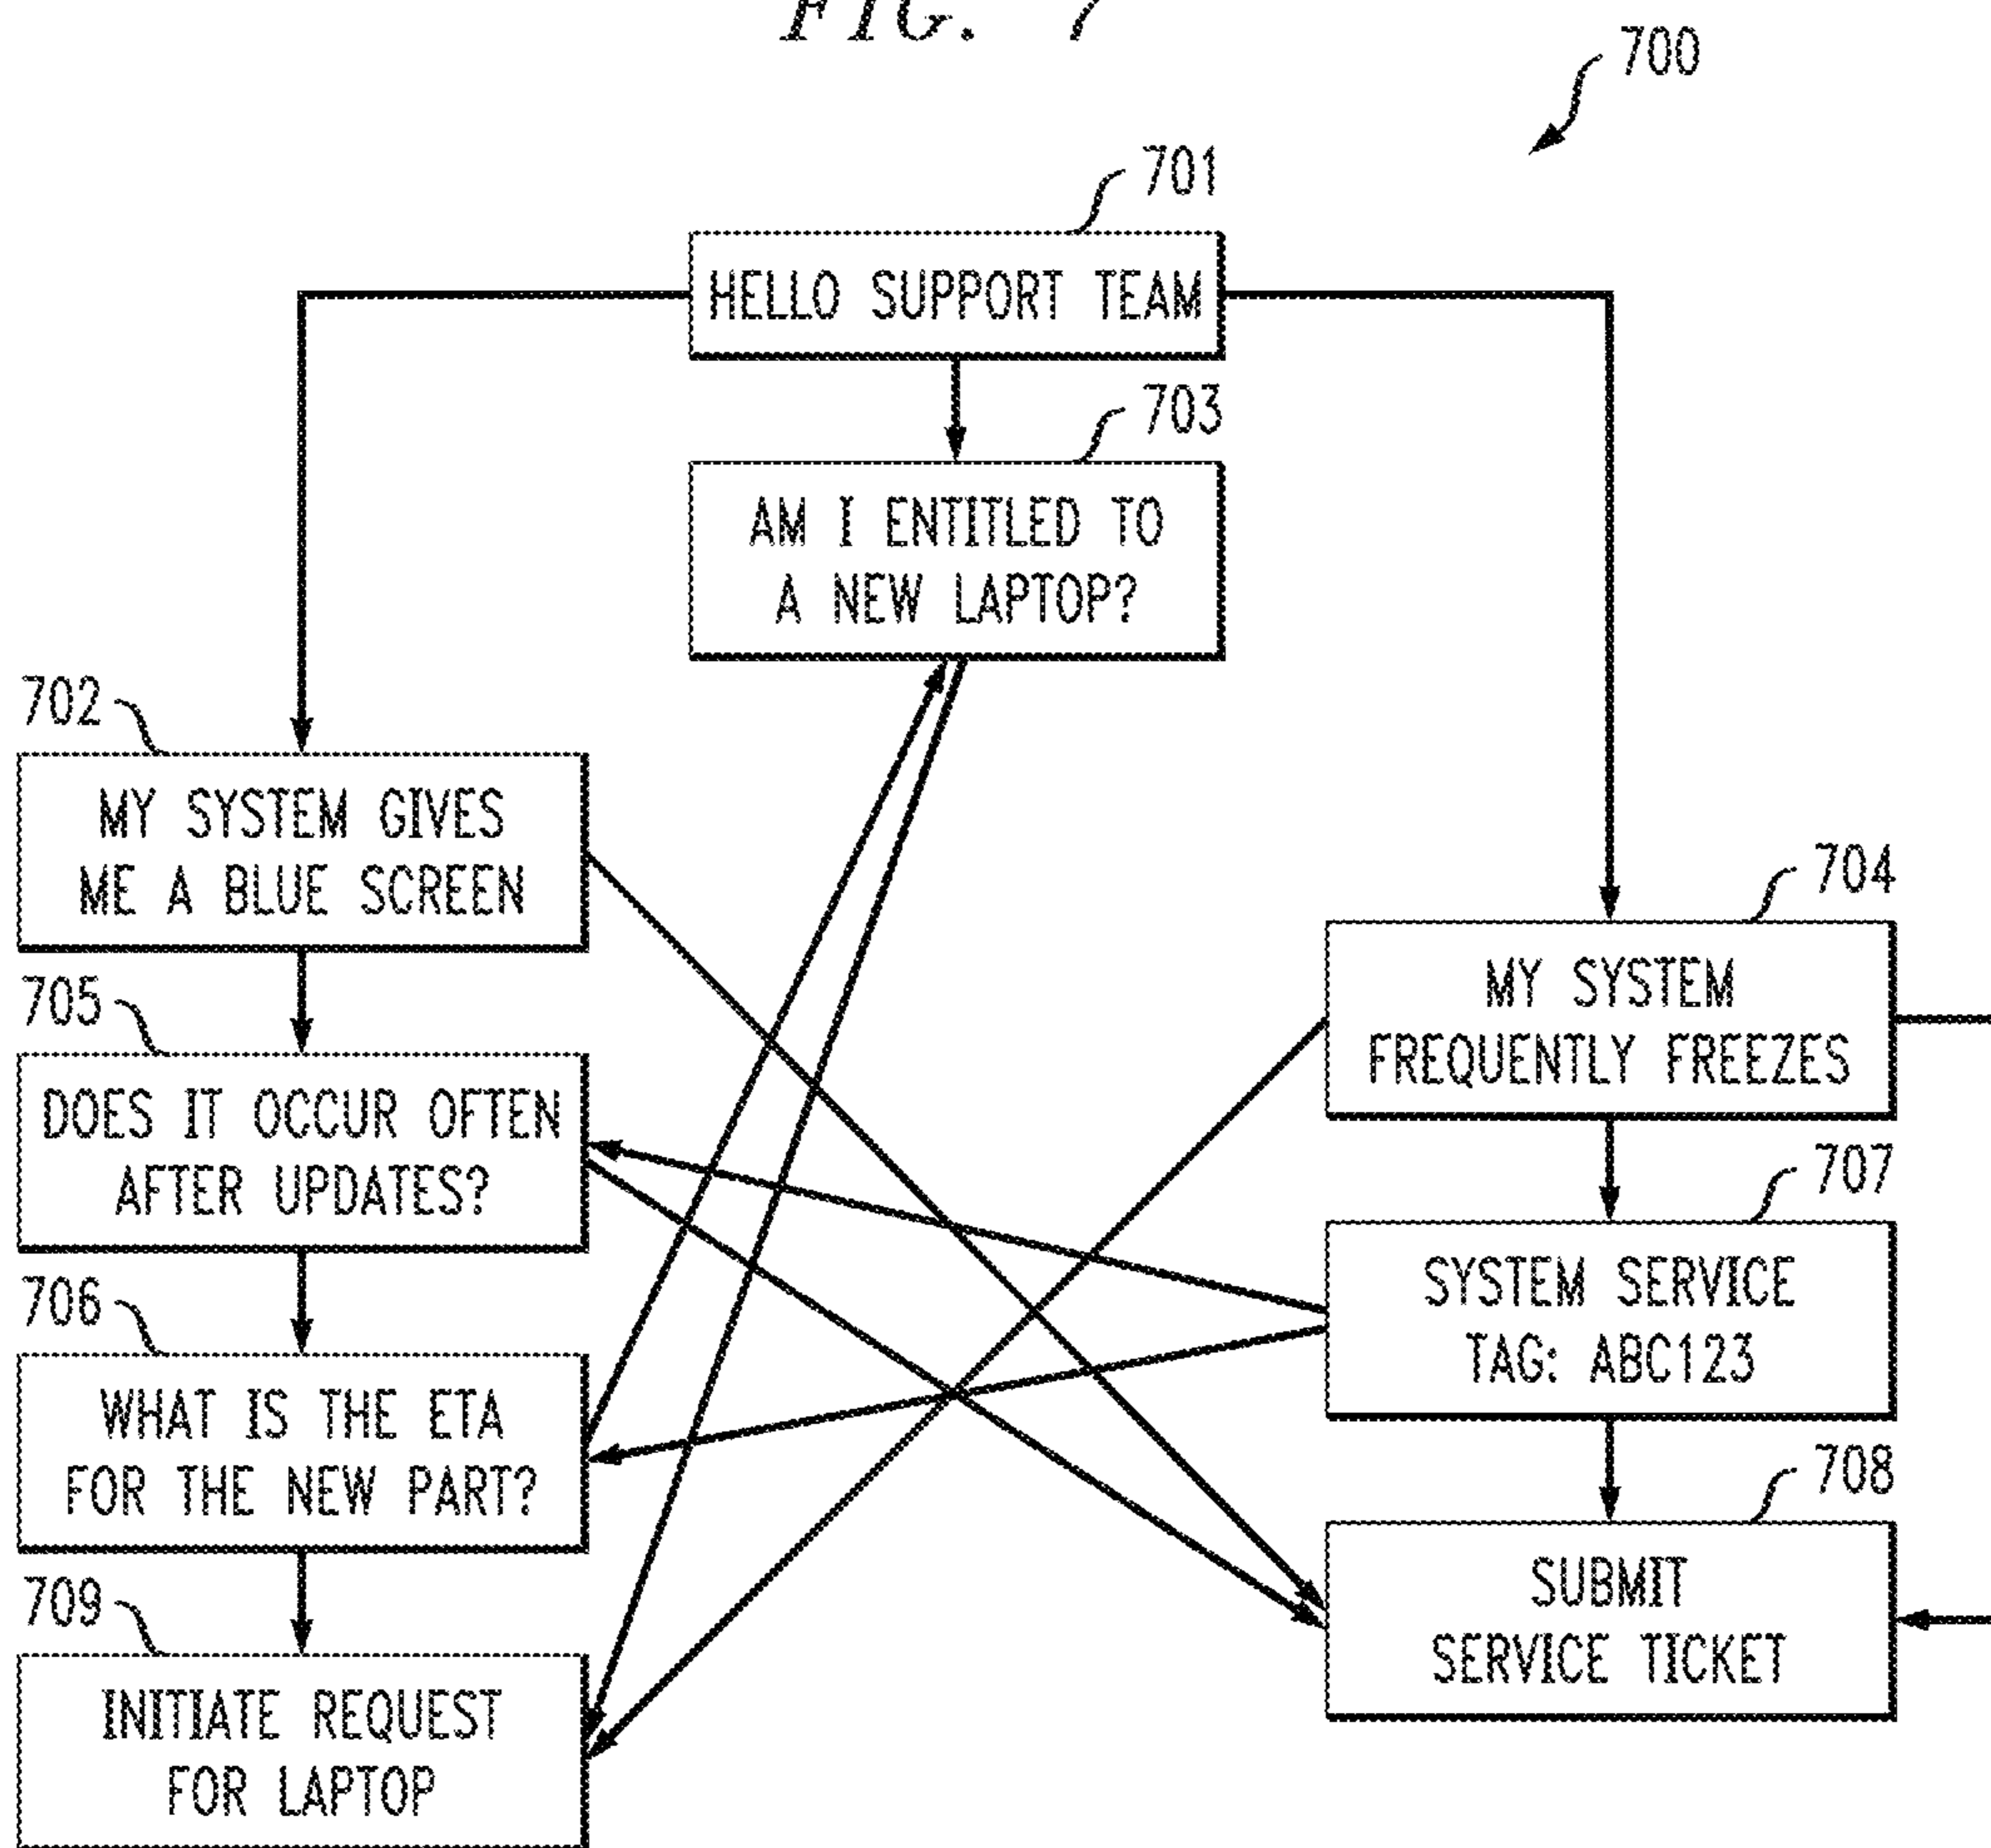 FIG. 7
700
701
HELLO SUPPORT TEAM
703
AM I ENTITLED TO
A NEW LAPTOP?
702
MY SYSTEM GIVES
ME A BLUE SCREEN
704
MY SYSTEM
FREQUENTLY FREEZES
705
DOES IT OCCUR OFTEN
AFTER UPDATES?
707
SYSTEM SERVICE
TAG: ABC123
706
WHAT IS THE ETA
FOR THE NEW PART?
708
SUBMIT
SERVICE TICKET
709
INITIATE REQUEST
FOR LAPTOP